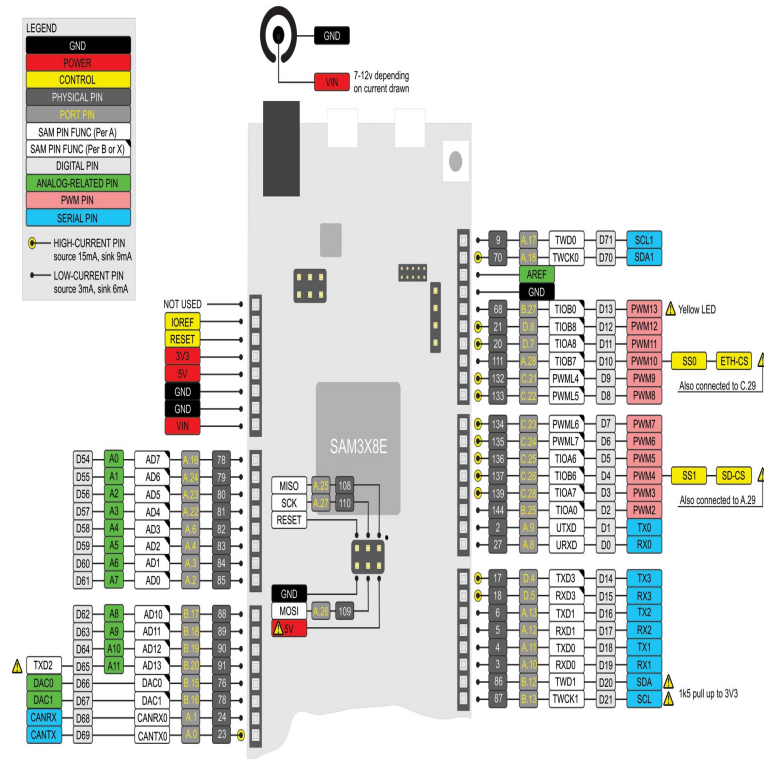 LEGEND
GND
POWER
CONTROL
PHYSICAL PIN
PORT PIN
SAM PIN FUNC (Per A)
SAM PIN FUNC (Per B or X)
DIGITAL PIN
ANALOG-RELATED PIN
PWM PIN
SERIAL PIN
HIGH-CURRENT PIN
source 15mA, sink 9mA
LOW-CURRENT PIN
source 3mA, sink 6mA
GND
VIN 7-12v depending
on current drawn
NOT USED
IOREF
RESET
3V3
5V
GND
GND
VIN
D54 A0 AD7 A.16 78
D55 A1 AD6 A.24 79
D56 A2 AD5 A.23 80
D57 A3 AD4 A.22 81
D58 A4 AD3 A.6 82
D59 A5 AD2 A.4 83
D60 A6 AD1 A.3 84
D61 A7 AD0 A.2 85
D62 A8 AD10 B.17 88
D63 A9 AD11 B.18 89
D64 A10 AD12 B.19 90
TXD2 D65 A11 AD13 B.20 91
DAC0 D66 DAC0 B.15 76
DAC1 D67 DAC1 B.16 78
CANRX D68 CANRX0 A.1 24
CANTX D69 CANTX0 A.0 23
SAM3X8E
MISO A.25 108
SCK A.27 110
RESET
GND
MOSI A.26 109
5V
9 A.17 TWD0 D71 SCL1
70 A.18 TWCK0 D70 SDA1
AREF
GND
68 B.27 TIOB0 D13 PWM13 Yellow LED
21 D.8 TIOB8 D12 PWM12
20 D.7 TIOA8 D11 PWM11
111 A.28 TIOB7 D10 PWM10 SS0 ETH-CS
132 C.21 PWML4 D9 PWM9
133 C.22 PWML5 D8 PWM8
Also connected to C.29
134 C.23 PWML6 D7 PWM7
135 C.24 PWML7 D6 PWM6
136 C.25 TIOA6 D5 PWM5
137 C.26 TIOB6 D4 PWM4 SS1 SD-CS
139 C.28 TIOA7 D3 PWM3
144 B.25 TIOA0 D2 PWM2
Also connected to A.29
2 A.9 UTXD D1 TX0
27 A.8 URXD D0 RX0
17 D.4 TXD3 D14 TX3
18 D.5 RXD3 D15 RX3
6 A.13 TXD1 D16 TX2
5 A.12 RXD1 D17 RX2
4 A.11 TXD0 D18 TX1
3 A.10 RXD0 D19 RX1
86 B.12 TWD1 D20 SDA
87 B.13 TWCK1 D21 SCL
1k5 pull up to 3V3